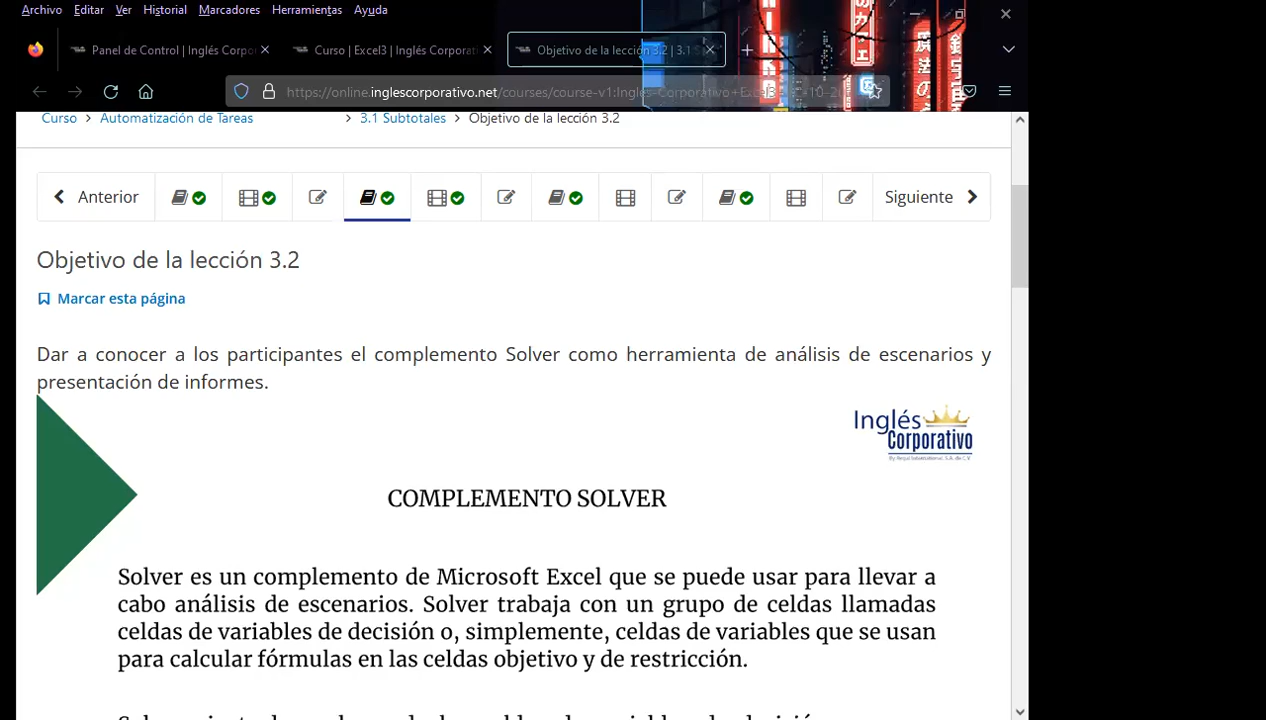 Archivo Editar Ver Historial Marcadores Herramientas Ayuda
Panel de Control | Inglés Corpo
Curso | Excel3 | Inglés Corporat
Objetivo de la lección 3.2 | 3.1 S
https://online.inglescorporativo.net/courses/course-v1:Ingles-Corporativo+Exc
Curso > Automatización de Tareas > 3.1 Subtotales > Objetivo de la lección 3.2
Anterior
Siguiente
Objetivo de la lección 3.2
Marcar esta página
Dar a conocer a los participantes el complemento Solver como herramienta de análisis de escenarios y
presentación de informes.
Inglés
Corporativo
COMPLEMENTO SOLVER
Solver es un complemento de Microsoft Excel que se puede usar para llevar a
cabo análisis de escenarios. Solver trabaja con un grupo de celdas llamadas
celdas de variables de decisión o, simplemente, celdas de variables que se usan
para calcular fórmulas en las celdas objetivo y de restricción.